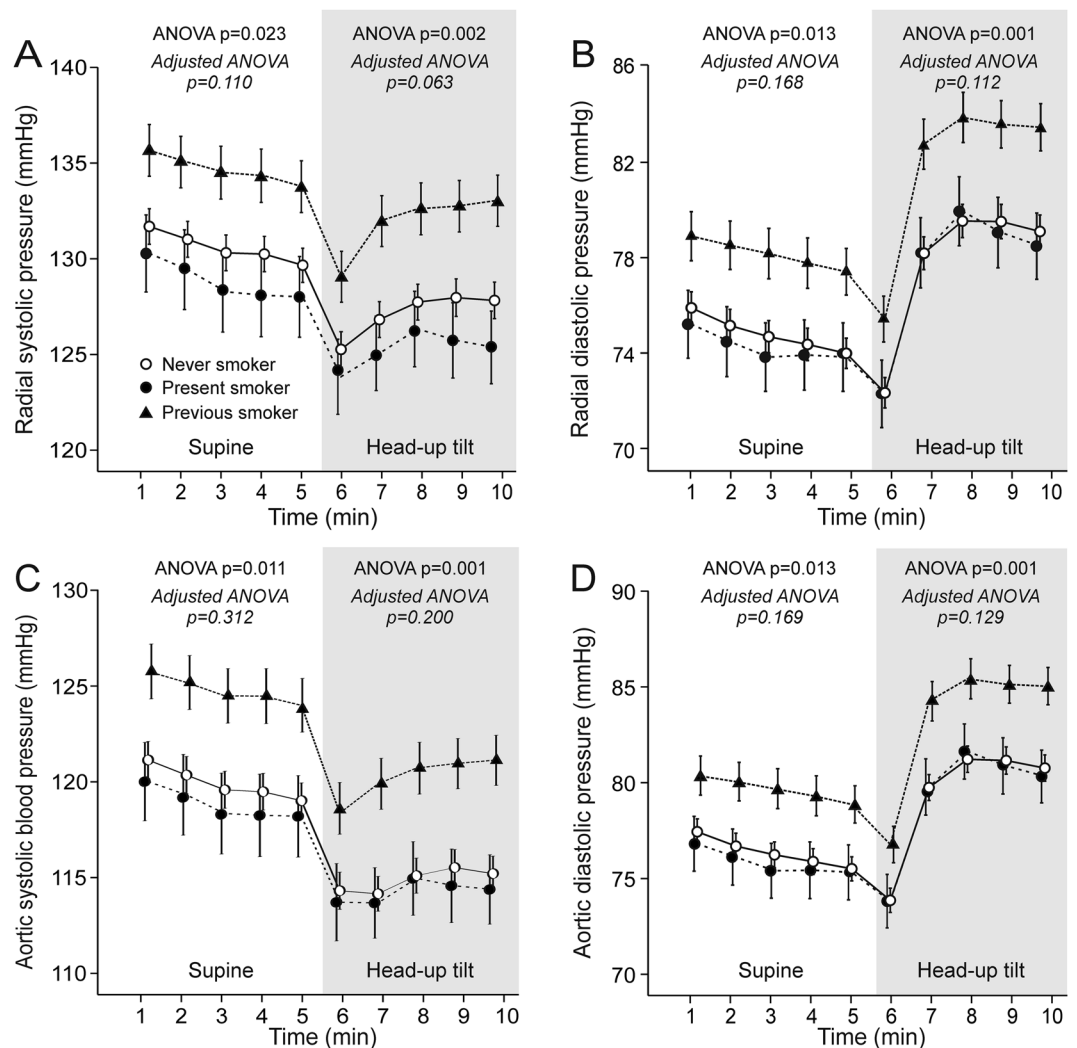 A
ANOVA p=0.023
Adjusted ANOVA
p=0.110
ANOVA p=0.002
Adjusted ANOVA
p=0.063
Radial systolic pressure (mmHg)
140
135
130
125
120
Never smoker
Present smoker
Previous smoker
Supine
Head-up tilt
1 2 3 4 5 6 7 8 9 10
Time (min)
B
ANOVA p=0.013
Adjusted ANOVA
p=0.168
ANOVA p=0.001
Adjusted ANOVA
p=0.112
Radial diastolic pressure (mmHg)
86
82
78
74
70
Supine
Head-up tilt
1 2 3 4 5 6 7 8 9 10
Time (min)
C
ANOVA p=0.011
Adjusted ANOVA
p=0.312
ANOVA p=0.001
Adjusted ANOVA
p=0.200
Aortic systolic blood pressure (mmHg)
130
125
120
115
110
Supine
Head-up tilt
1 2 3 4 5 6 7 8 9 10
Time (min)
D
ANOVA p=0.013
Adjusted ANOVA
p=0.169
ANOVA p=0.001
Adjusted ANOVA
p=0.129
Aortic diastolic pressure (mmHg)
90
85
80
75
70
Supine
Head-up tilt
1 2 3 4 5 6 7 8 9 10
Time (min)